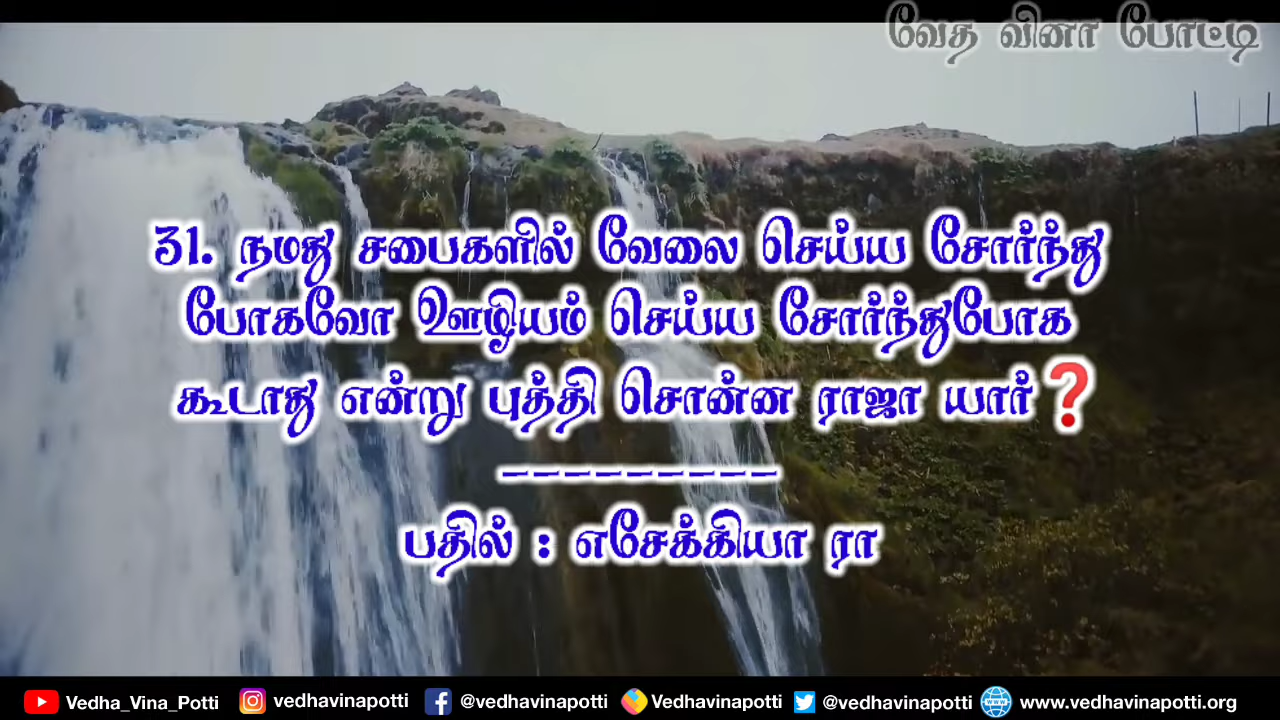 வேத வினா போட்டி
31. நமது சபைகளில் வேலை செய்ய சோர்ந்து
போகவோ ஊழியம் செய்ய சோர்ந்துபோக
கூடாது என்று புத்தி சொன்ன ராஜா யார்❓
---------
பதில் : எசேக்கியா ரா
Vedha_Vina_Potti vedhavinapotti @vedhavinapotti Vedhavinapotti @vedhavinapotti www.vedhavinapotti.org